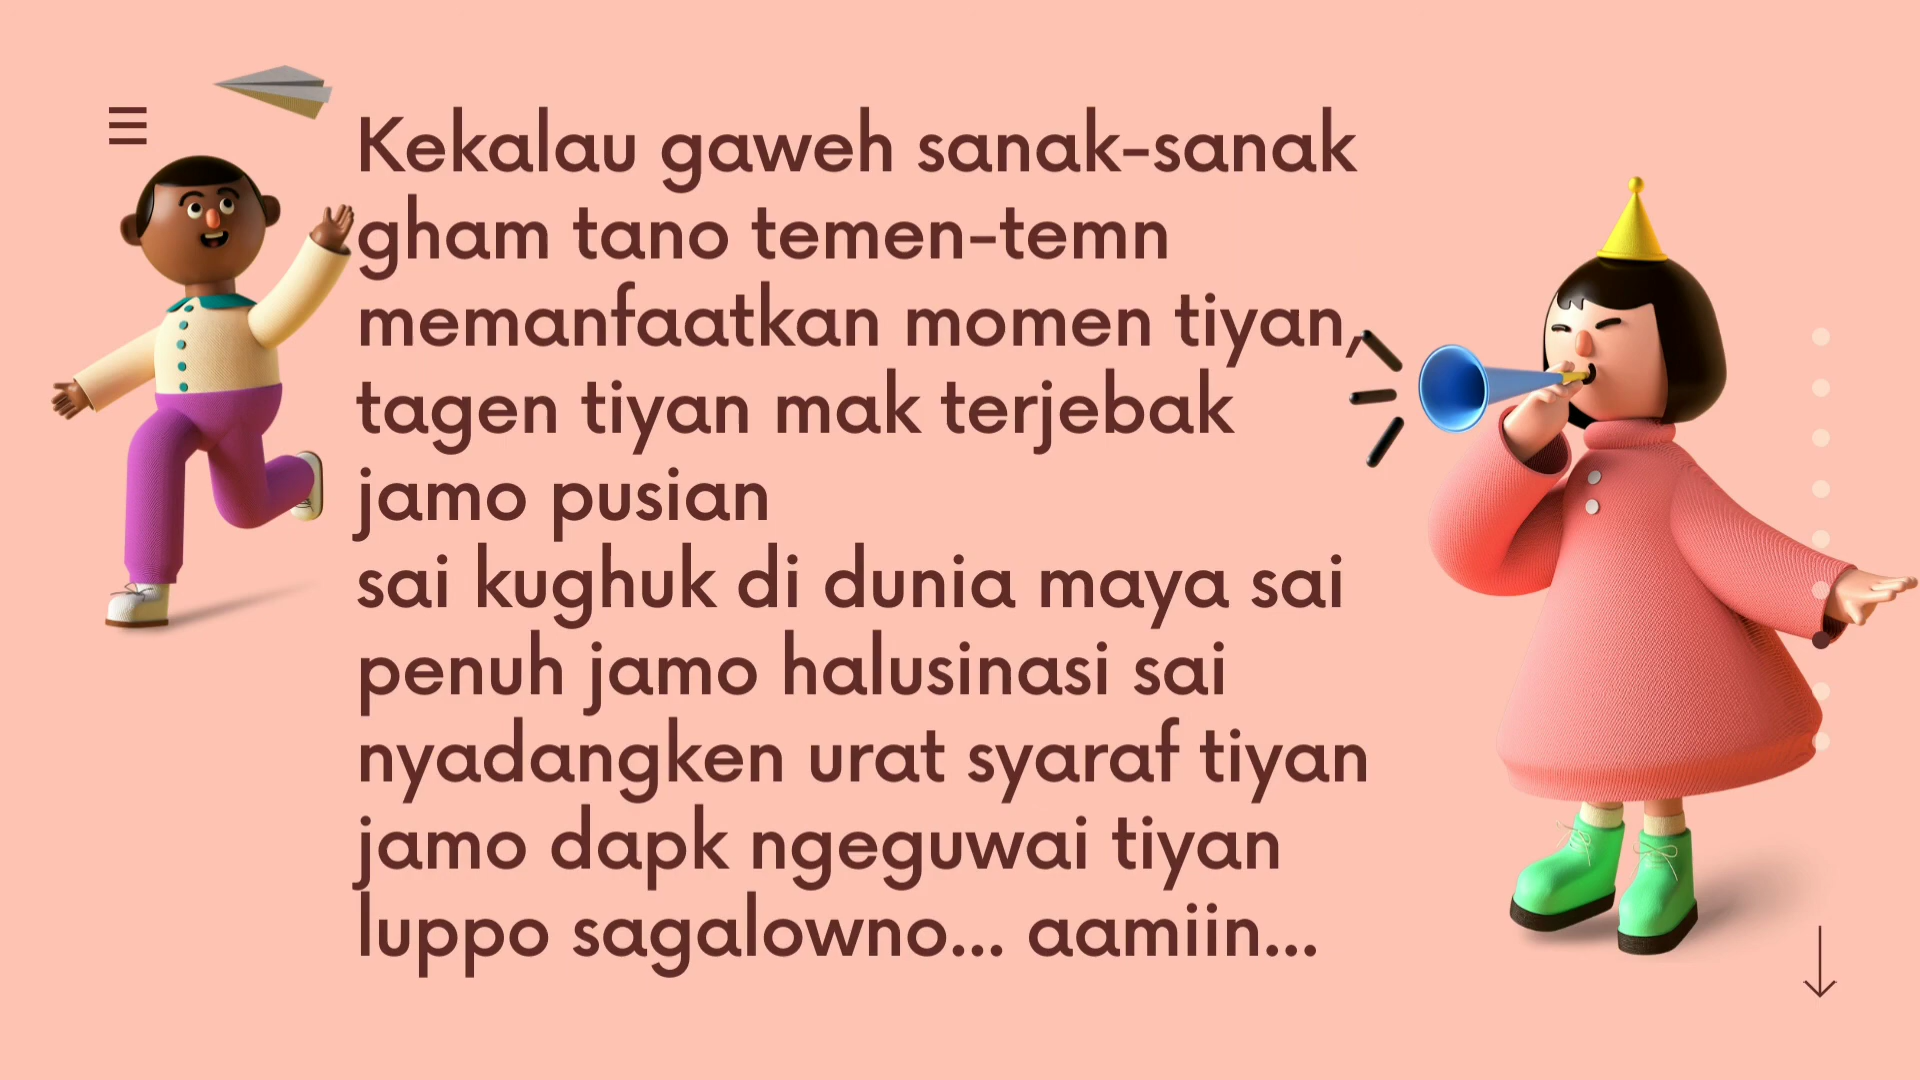 Kekalau gaweh sanak-sanak
gham tano temen-temn
memanfaatkan momen tiyan,
tagen tiyan mak terjebak
jamo pusian
sai kughuk di dunia maya sai
penuh jamo halusinasi sai
nyadangken urat syaraf tiyan
jamo dapk ngeguwai tiyan
luppo sagalowno... aamiin...